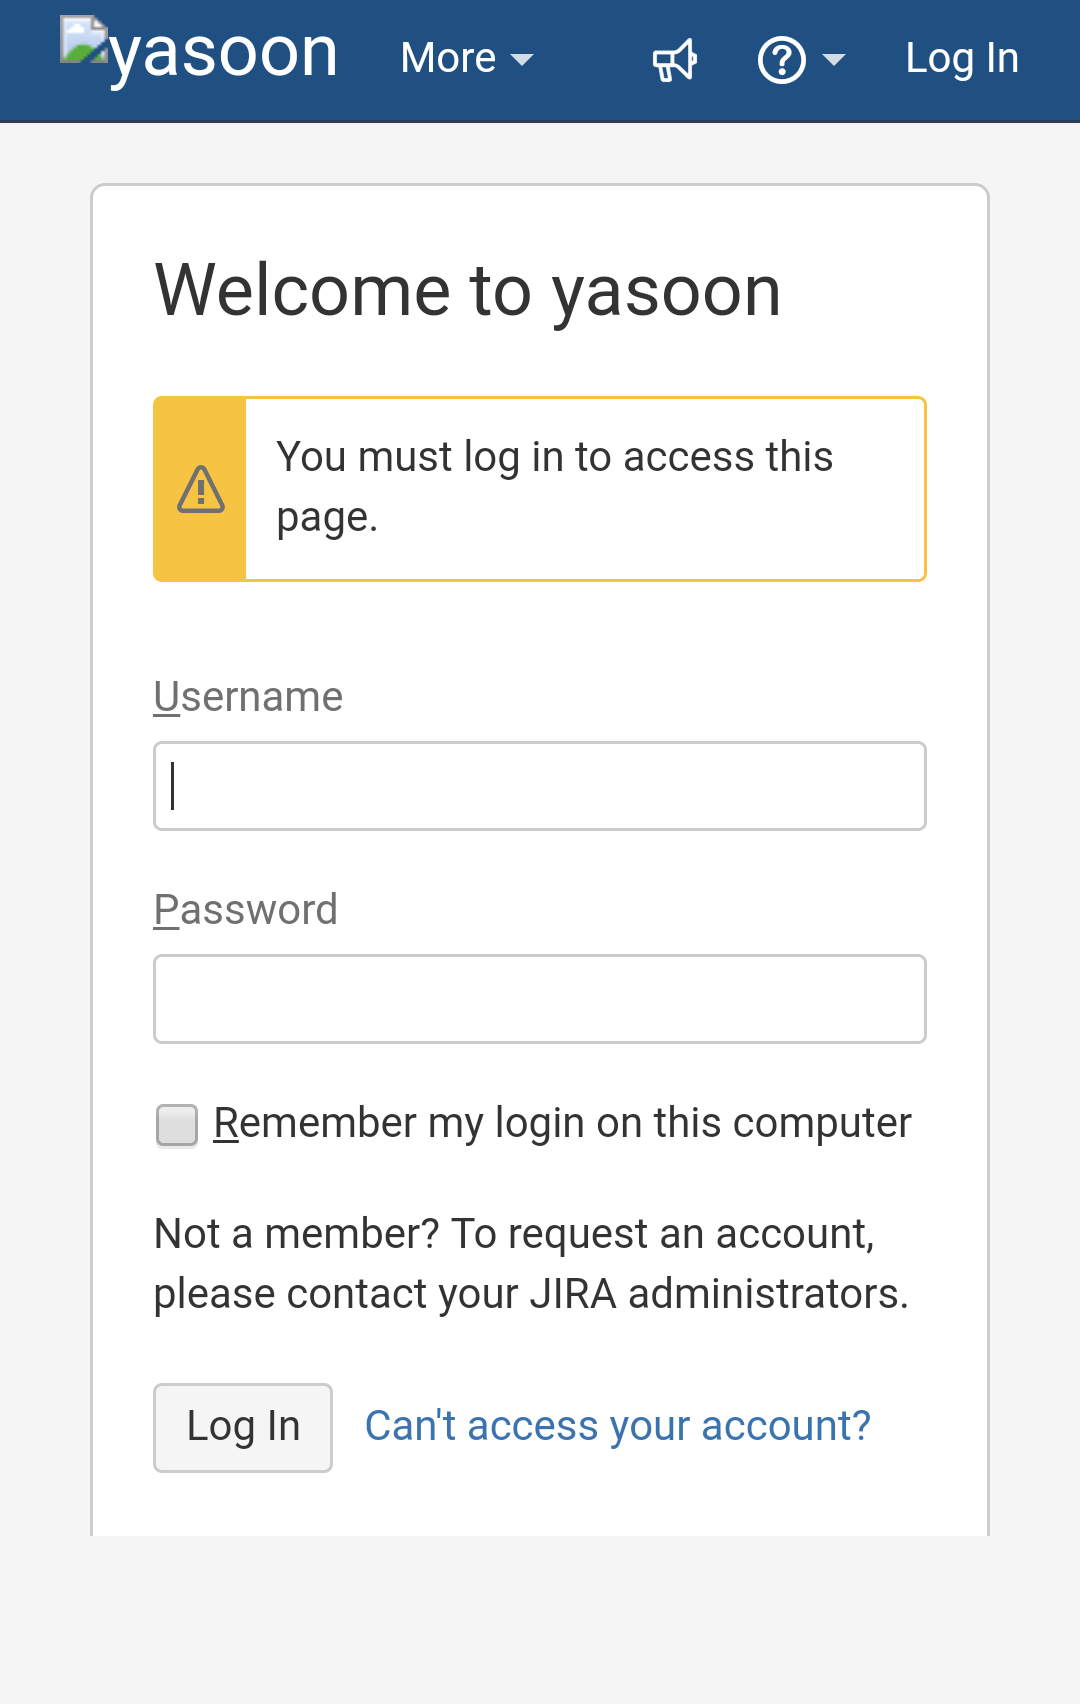 yasoon More Log In
Welcome to yasoon
You must log in to access this
page.
Username
Password
Remember my login on this computer
Not a member? To request an account,
please contact your JIRA administrators.
Log In Can't access your account?